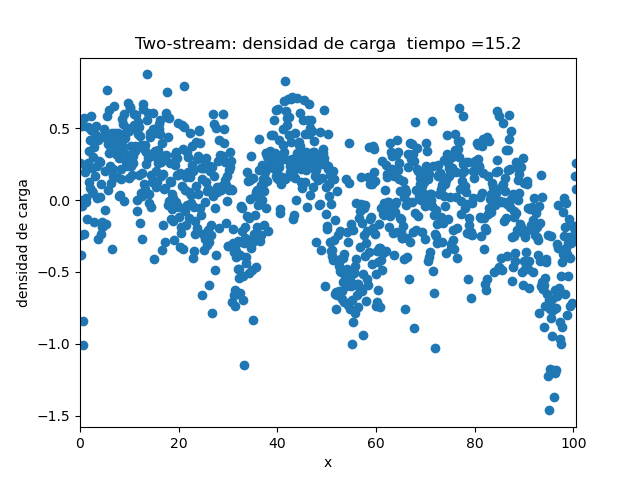 Two-stream: densidad de carga  tiempo =15.2
densidad de carga
0.5
0.0
−0.5
−1.0
−1.5
0 20 40 60 80 100
x